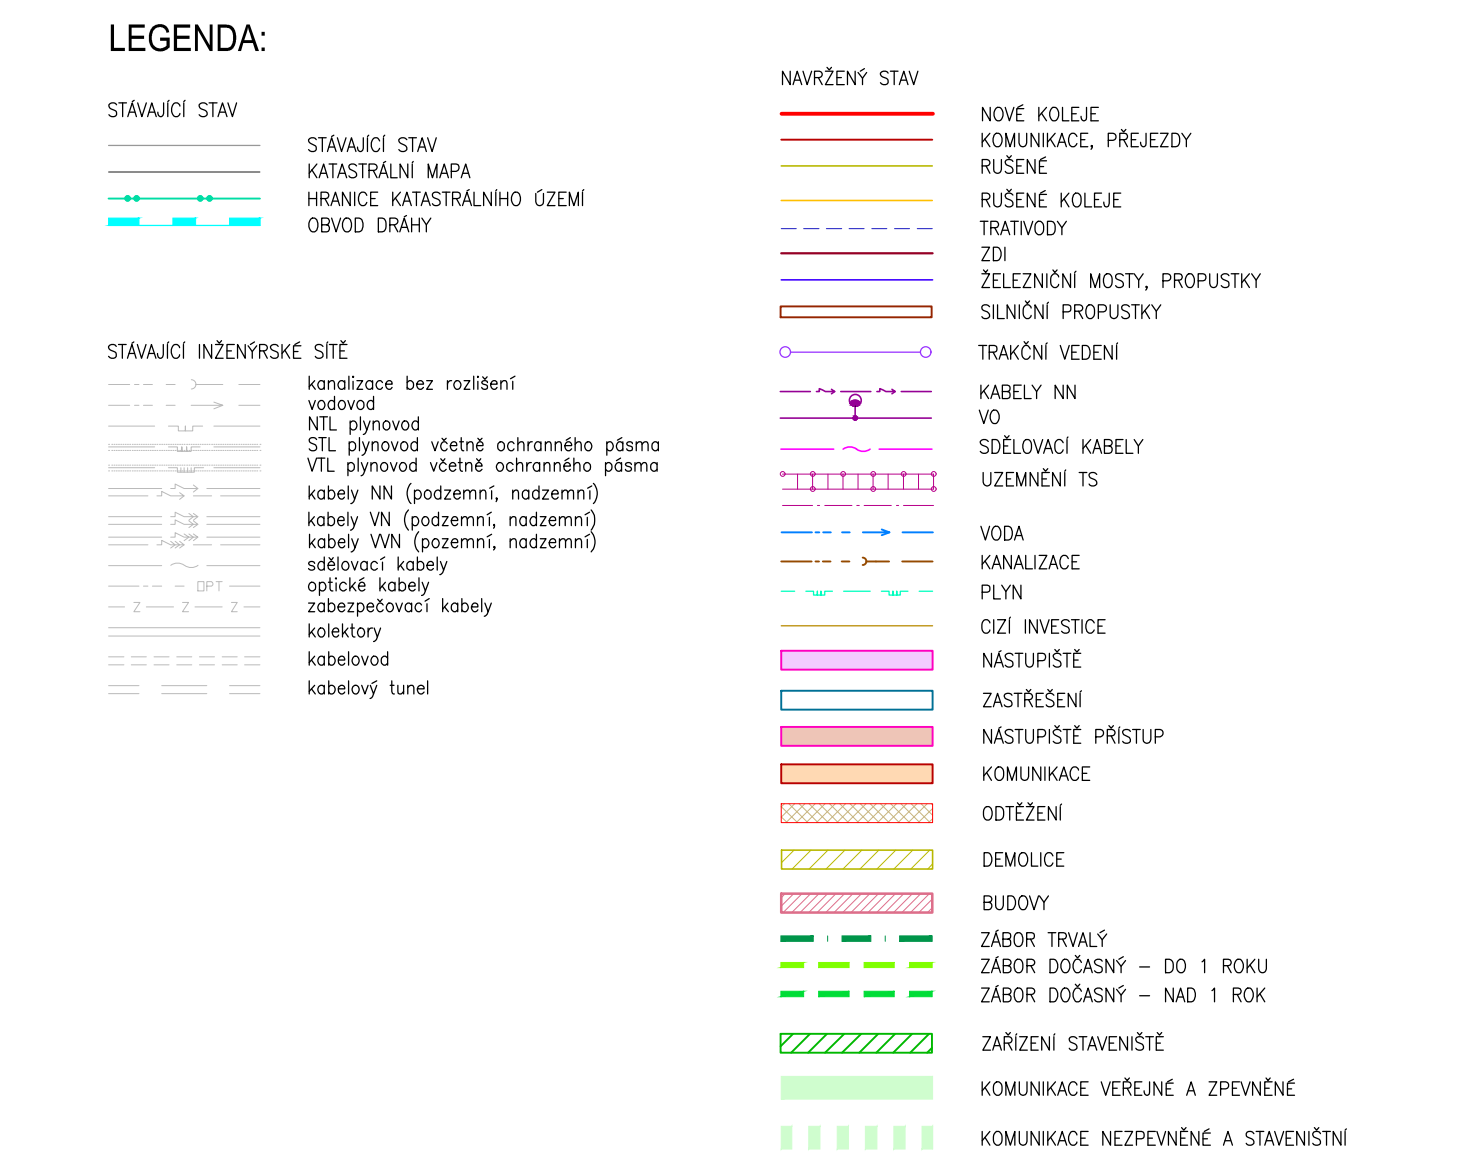 LEGENDA:
STÁVAJÍCÍ STAV
STÁVAJÍCÍ STAV
KATASTRÁLNÍ MAPA
HRANICE KATASTRÁLNÍHO ÚZEMÍ
OBVOD DRÁHY
STÁVAJÍCÍ INŽENÝRSKÉ SÍTĚ
kanalizace bez rozlišení
vodovod
NTL plynovod
STL plynovod včetně ochranného pásma
VTL plynovod včetně ochranného pásma
kabely NN (podzemní, nadzemní)
kabely VN (podzemní, nadzemní)
kabely VVN (pozemní, nadzemní)
sdělovací kabely
OPT optické kabely
Z Z Z zabezpečovací kabely
kolektory
kabelovod
kabelový tunel
NAVRŽENÝ STAV
NOVÉ KOLEJE
KOMUNIKACE, PŘEJEZDY
RUŠENÉ
RUŠENÉ KOLEJE
TRATIVODY
ZDI
ŽELEZNIČNÍ MOSTY, PROPUSTKY
SILNIČNÍ PROPUSTKY
TRAKČNÍ VEDENÍ
KABELY NN
VO
SDĚLOVACÍ KABELY
UZEMNĚNÍ TS
VODA
KANALIZACE
PLYN
CIZÍ INVESTICE
NÁSTUPIŠTĚ
ZASTŘEŠENÍ
NÁSTUPIŠTĚ PŘÍSTUP
KOMUNIKACE
ODTĚŽENÍ
DEMOLICE
BUDOVY
ZÁBOR TRVALÝ
ZÁBOR DOČASNÝ – DO 1 ROKU
ZÁBOR DOČASNÝ – NAD 1 ROK
ZAŘÍZENÍ STAVENIŠTĚ
KOMUNIKACE VEŘEJNÉ A ZPEVNĚNÉ
KOMUNIKACE NEZPEVNĚNÉ A STAVENIŠTNÍ